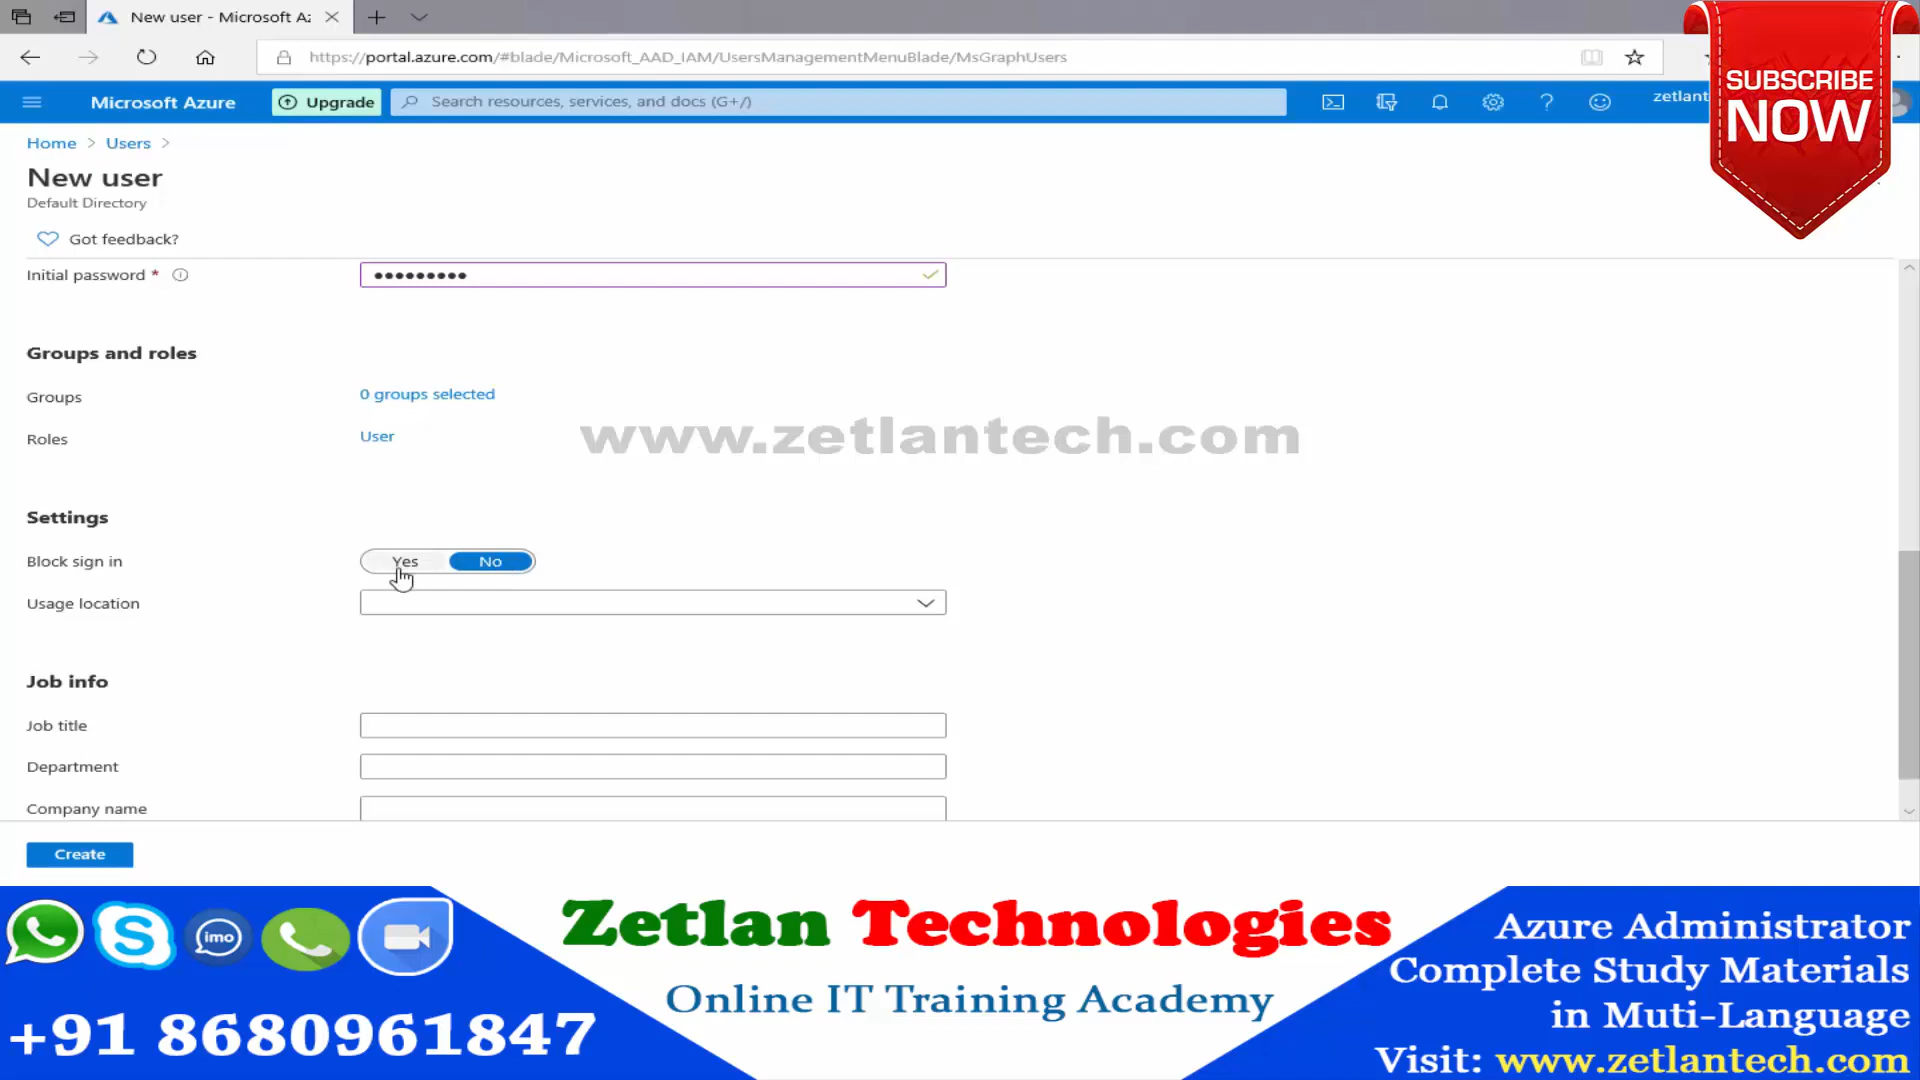 New user - Microsoft Az
https://portal.azure.com/#blade/Microsoft_AAD_IAM/UsersManagementMenuBlade/MsGraphUsers
Microsoft Azure
Upgrade
Search resources, services, and docs (G+/)
zetlant
SUBSCRIBE
NOW
Home > Users >
New user
Default Directory
Got feedback?
Initial password *
Groups and roles
Groups
0 groups selected
Roles
User
www.zetlantech.com
Settings
Block sign in
Yes
No
Usage location
Job info
Job title
Department
Company name
Create
imo
+91 8680961847
Zetlan Technologies
Online IT Training Academy
Azure Administrator
Complete Study Materials
in Muti-Language
Visit: www.zetlantech.com